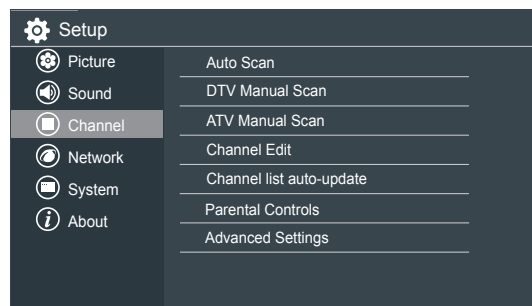 Setup
Picture
Sound
Channel
Network
System
About
Auto Scan
DTV Manual Scan
ATV Manual Scan
Channel Edit
Channel list auto-update
Parental Controls
Advanced Settings